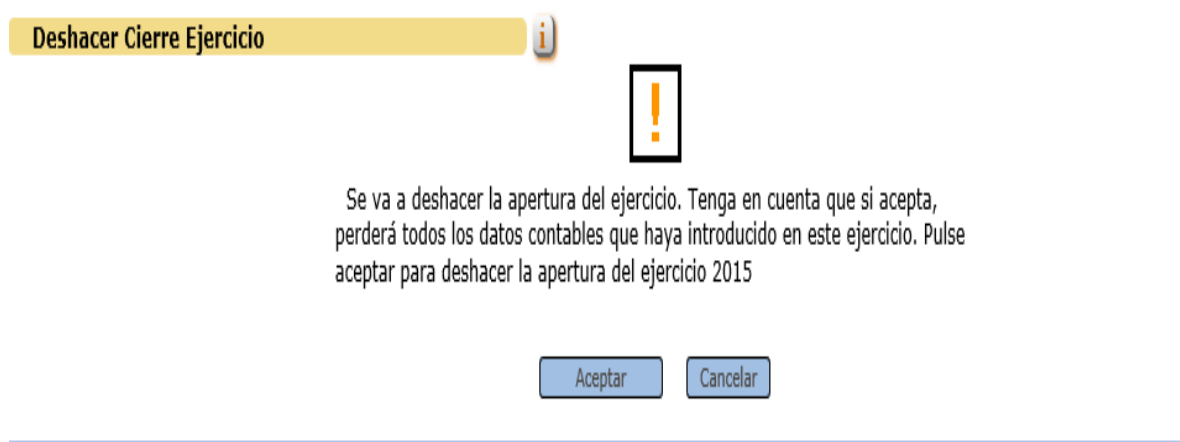 Deshacer Cierre Ejercicio
i
!
Se va a deshacer la apertura del ejercicio. Tenga en cuenta que si acepta,
perderá todos los datos contables que haya introducido en este ejercicio. Pulse
aceptar para deshacer la apertura del ejercicio 2015
Aceptar
Cancelar